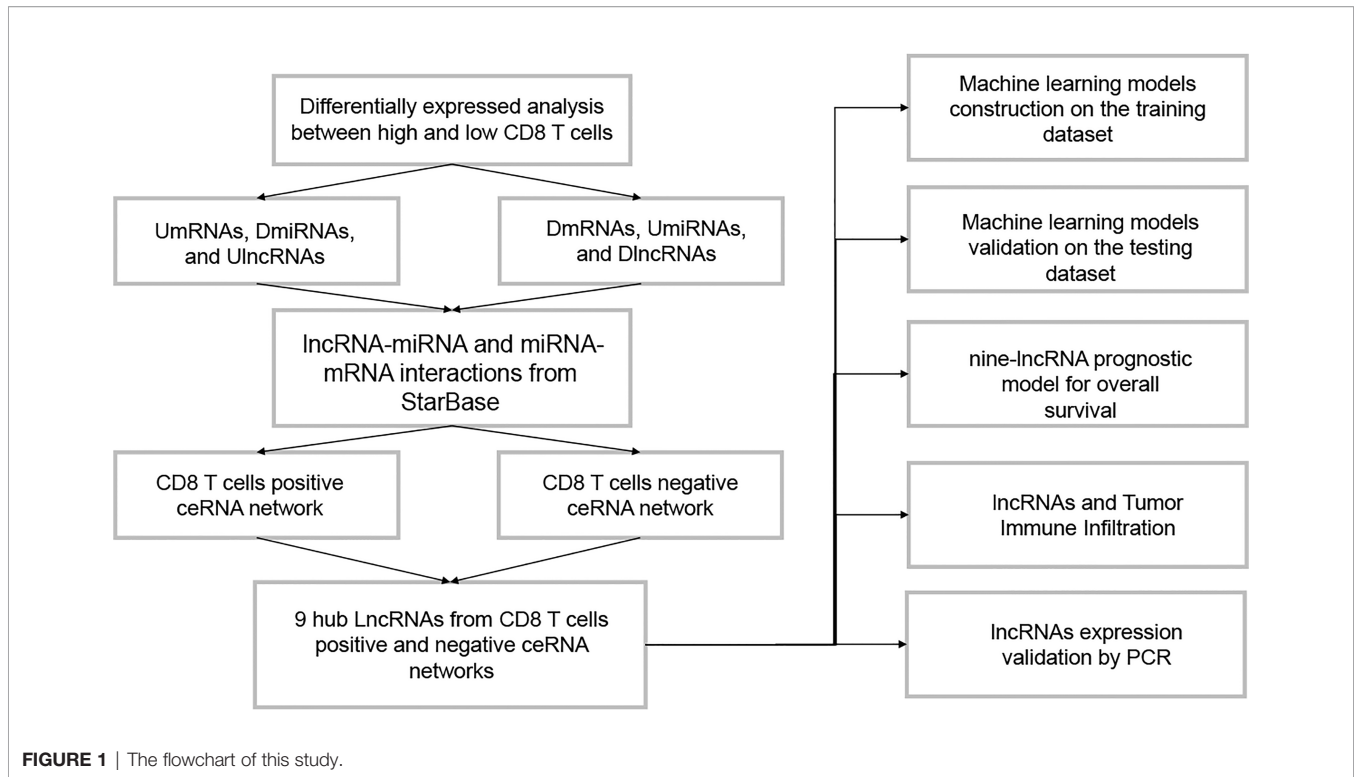 Differentially expressed analysis
between high and low CD8 T cells
UmRNAs, DmiRNAs,
and UlncRNAs
DmRNAs, UmiRNAs,
and DlncRNAs
lncRNA-miRNA and miRNA-
mRNA interactions from
StarBase
CD8 T cells positive
ceRNA network
CD8 T cells negative
ceRNA network
9 hub LncRNAs from CD8 T cells
positive and negative ceRNA
networks
Machine learning models
construction on the training
dataset
Machine learning models
validation on the testing
dataset
nine-lncRNA prognostic
model for overall
survival
lncRNAs and Tumor
Immune Infiltration
lncRNAs expression
validation by PCR
FIGURE 1 | The flowchart of this study.